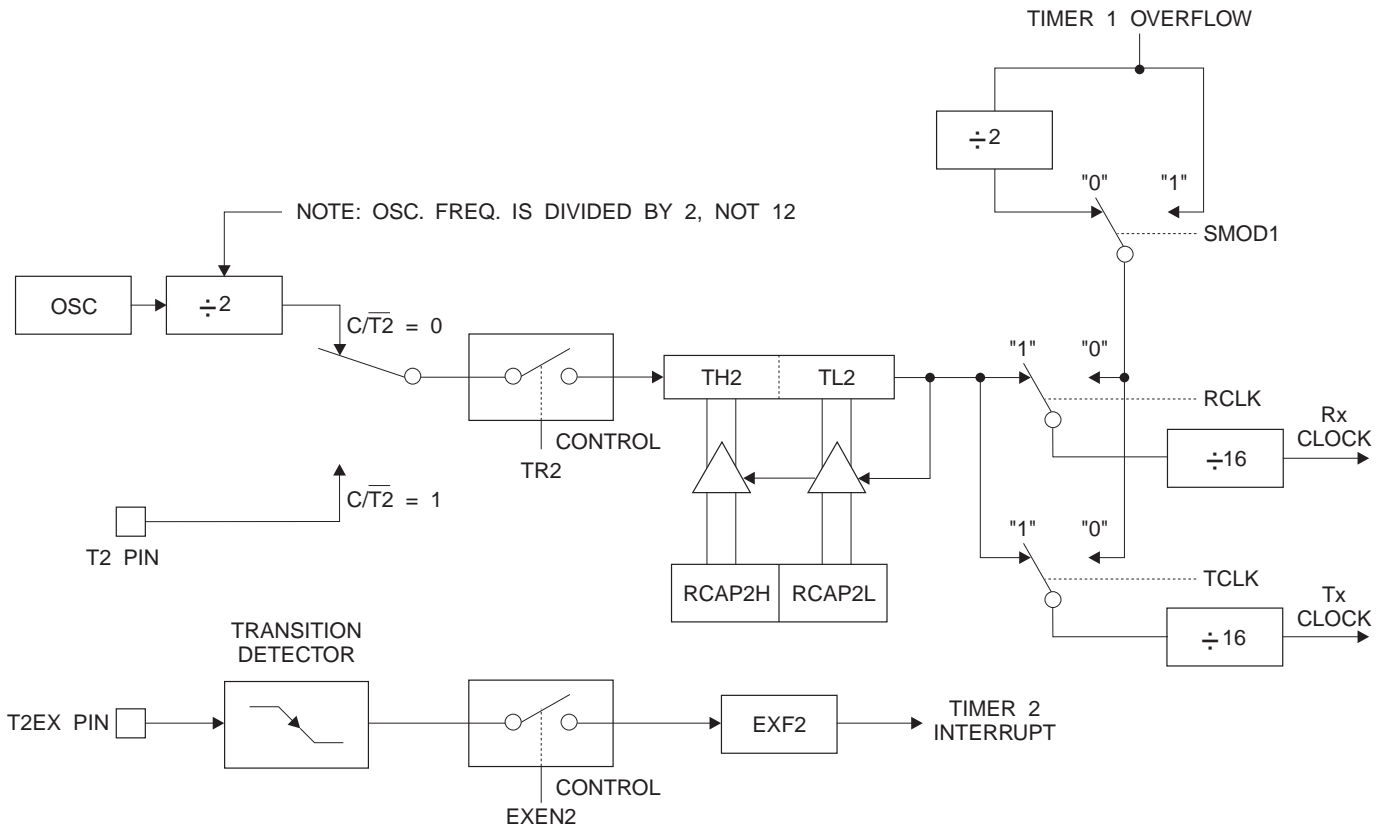 TIMER 1 OVERFLOW
÷2
"0" "1"
SMOD1
NOTE: OSC. FREQ. IS DIVIDED BY 2, NOT 12
OSC
÷2
C/T2̅ = 0
TH2 TL2
"1" "0"
RCLK
Rx
CLOCK
÷16
CONTROL
TR2
C/T2̅ = 1
T2 PIN
RCAP2H RCAP2L
"1" "0"
TCLK
Tx
CLOCK
÷16
TRANSITION
DETECTOR
T2EX PIN
EXF2
TIMER 2
INTERRUPT
CONTROL
EXEN2